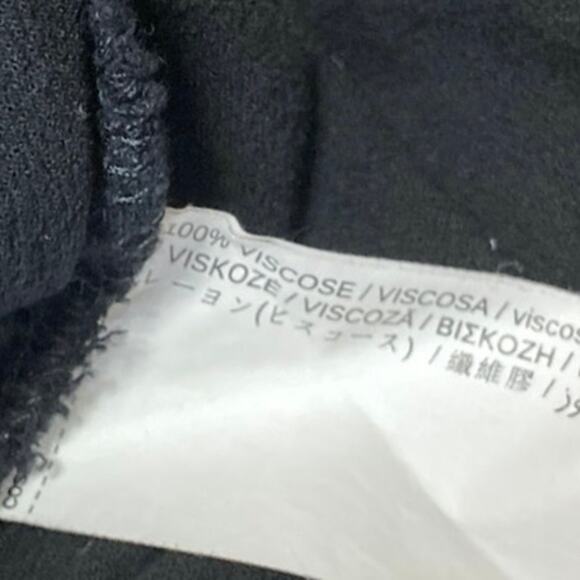 100% VISCOSE / VISCOSA / VISCOS
VISKOZE / VISCOZĂ / ΒΙΣΚΟΖΗ /
レーヨン(ビスコース) / 纖維膠 /
COS